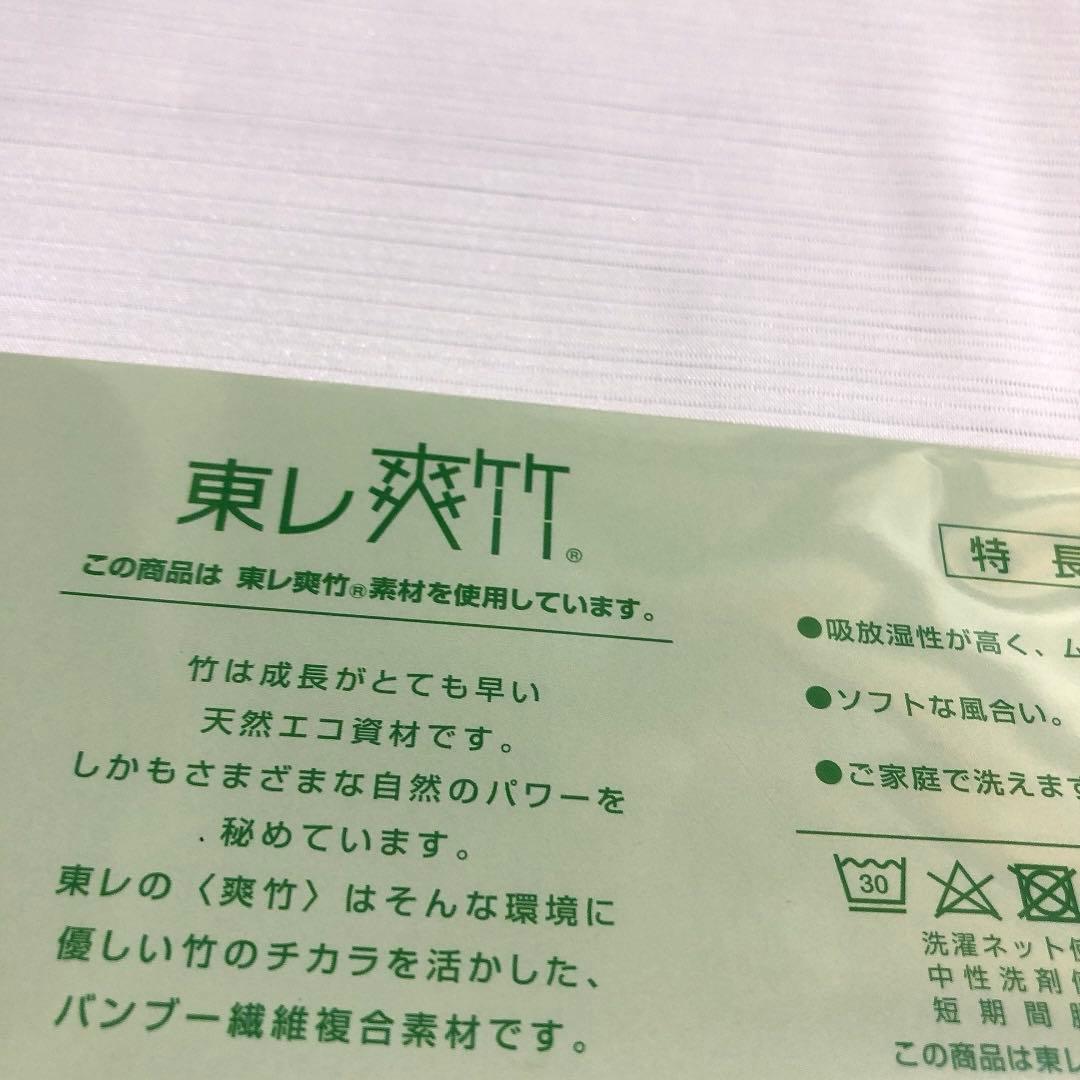 東レ爽竹®
この商品は 東レ爽竹®素材を使用しています。
竹は成長がとても早い
天然エコ資材です。
しかもさまざまな自然のパワーを
秘めています。
東レの〈爽竹〉はそんな環境に
優しい竹のチカラを活かした、
バンブー繊維複合素材です。
特長
●吸放湿性が高く、ム
●ソフトな風合い。
●ご家庭で洗えます
30
洗濯ネット使
中性洗剤使
短期間
この商品は東レ